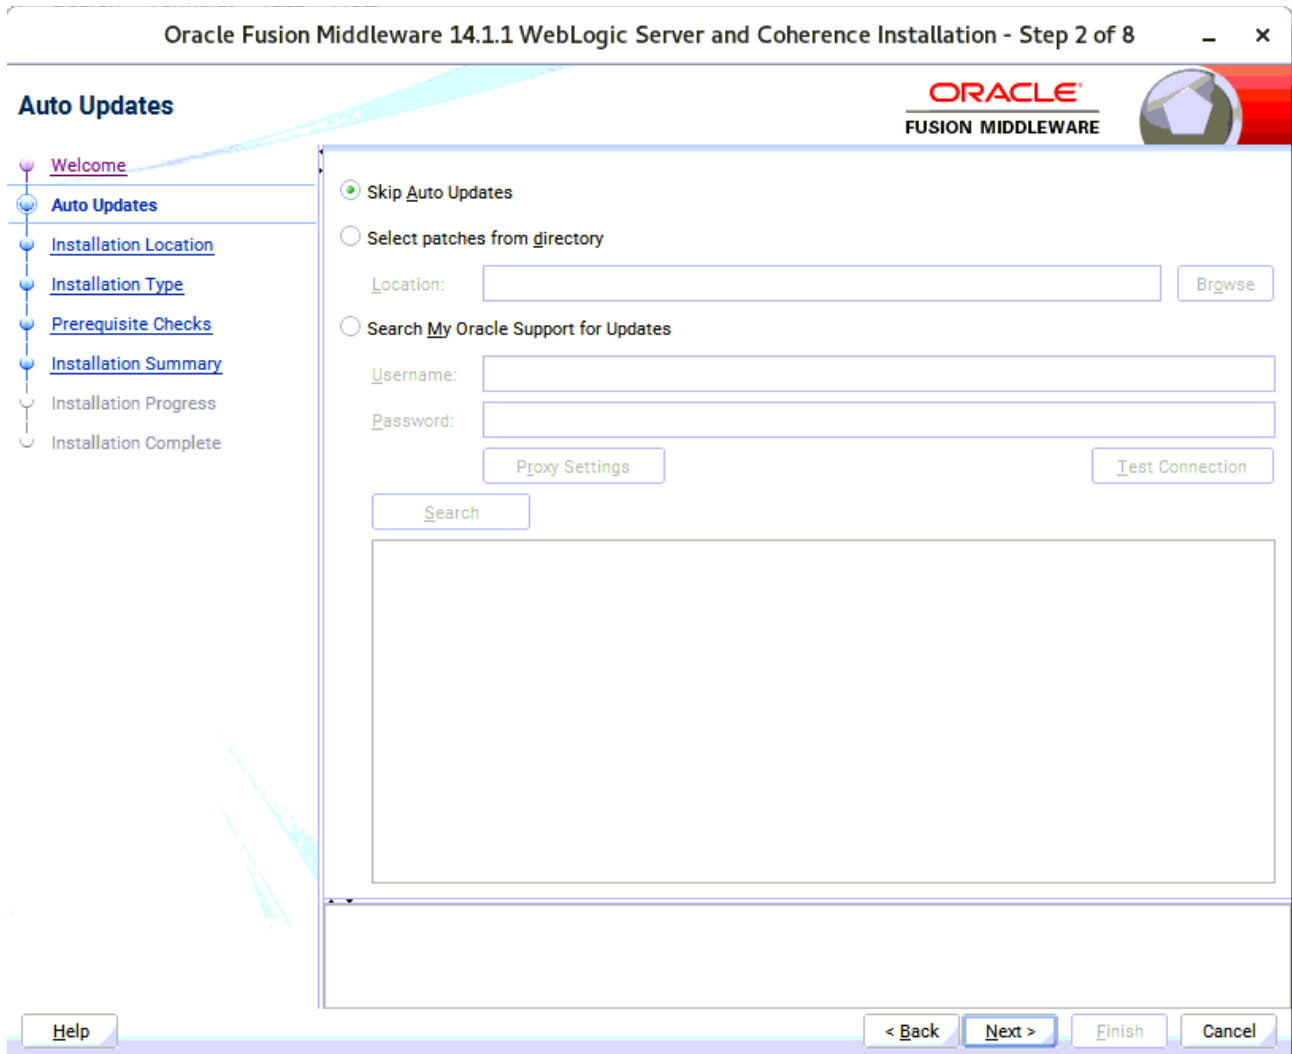 Oracle Fusion Middleware 14.1.1 WebLogic Server and Coherence Installation - Step 2 of 8
Auto Updates
ORACLE
FUSION MIDDLEWARE
Welcome
Auto Updates
Installation Location
Installation Type
Prerequisite Checks
Installation Summary
Installation Progress
Installation Complete
Skip Auto Updates
Select patches from directory
Location:
Browse
Search My Oracle Support for Updates
Username:
Password:
Proxy Settings
Test Connection
Search
Help
< Back
Next >
Finish
Cancel